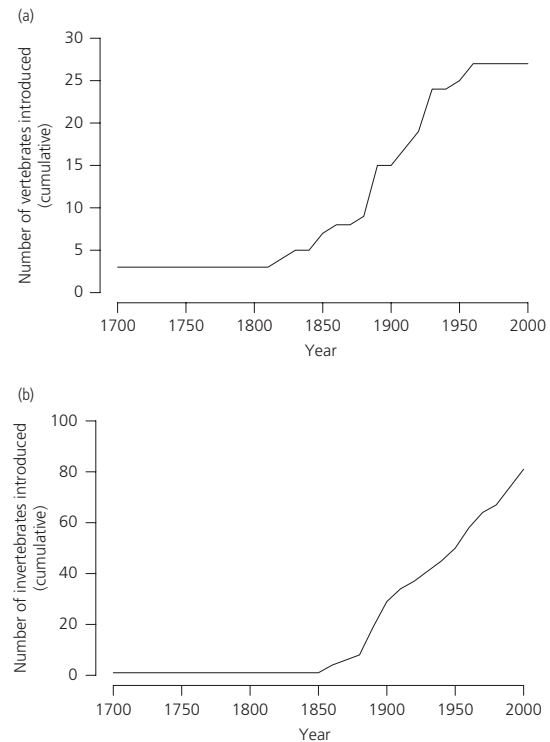 (a)
Number of vertebrates introduced
(cumulative)
30
25
20
15
10
5
0
1700 1750 1800 1850 1900 1950 2000
Year
(b)
Number of invertebrates introduced
(cumulative)
100
80
60
40
20
0
1700 1750 1800 1850 1900 1950 2000
Year